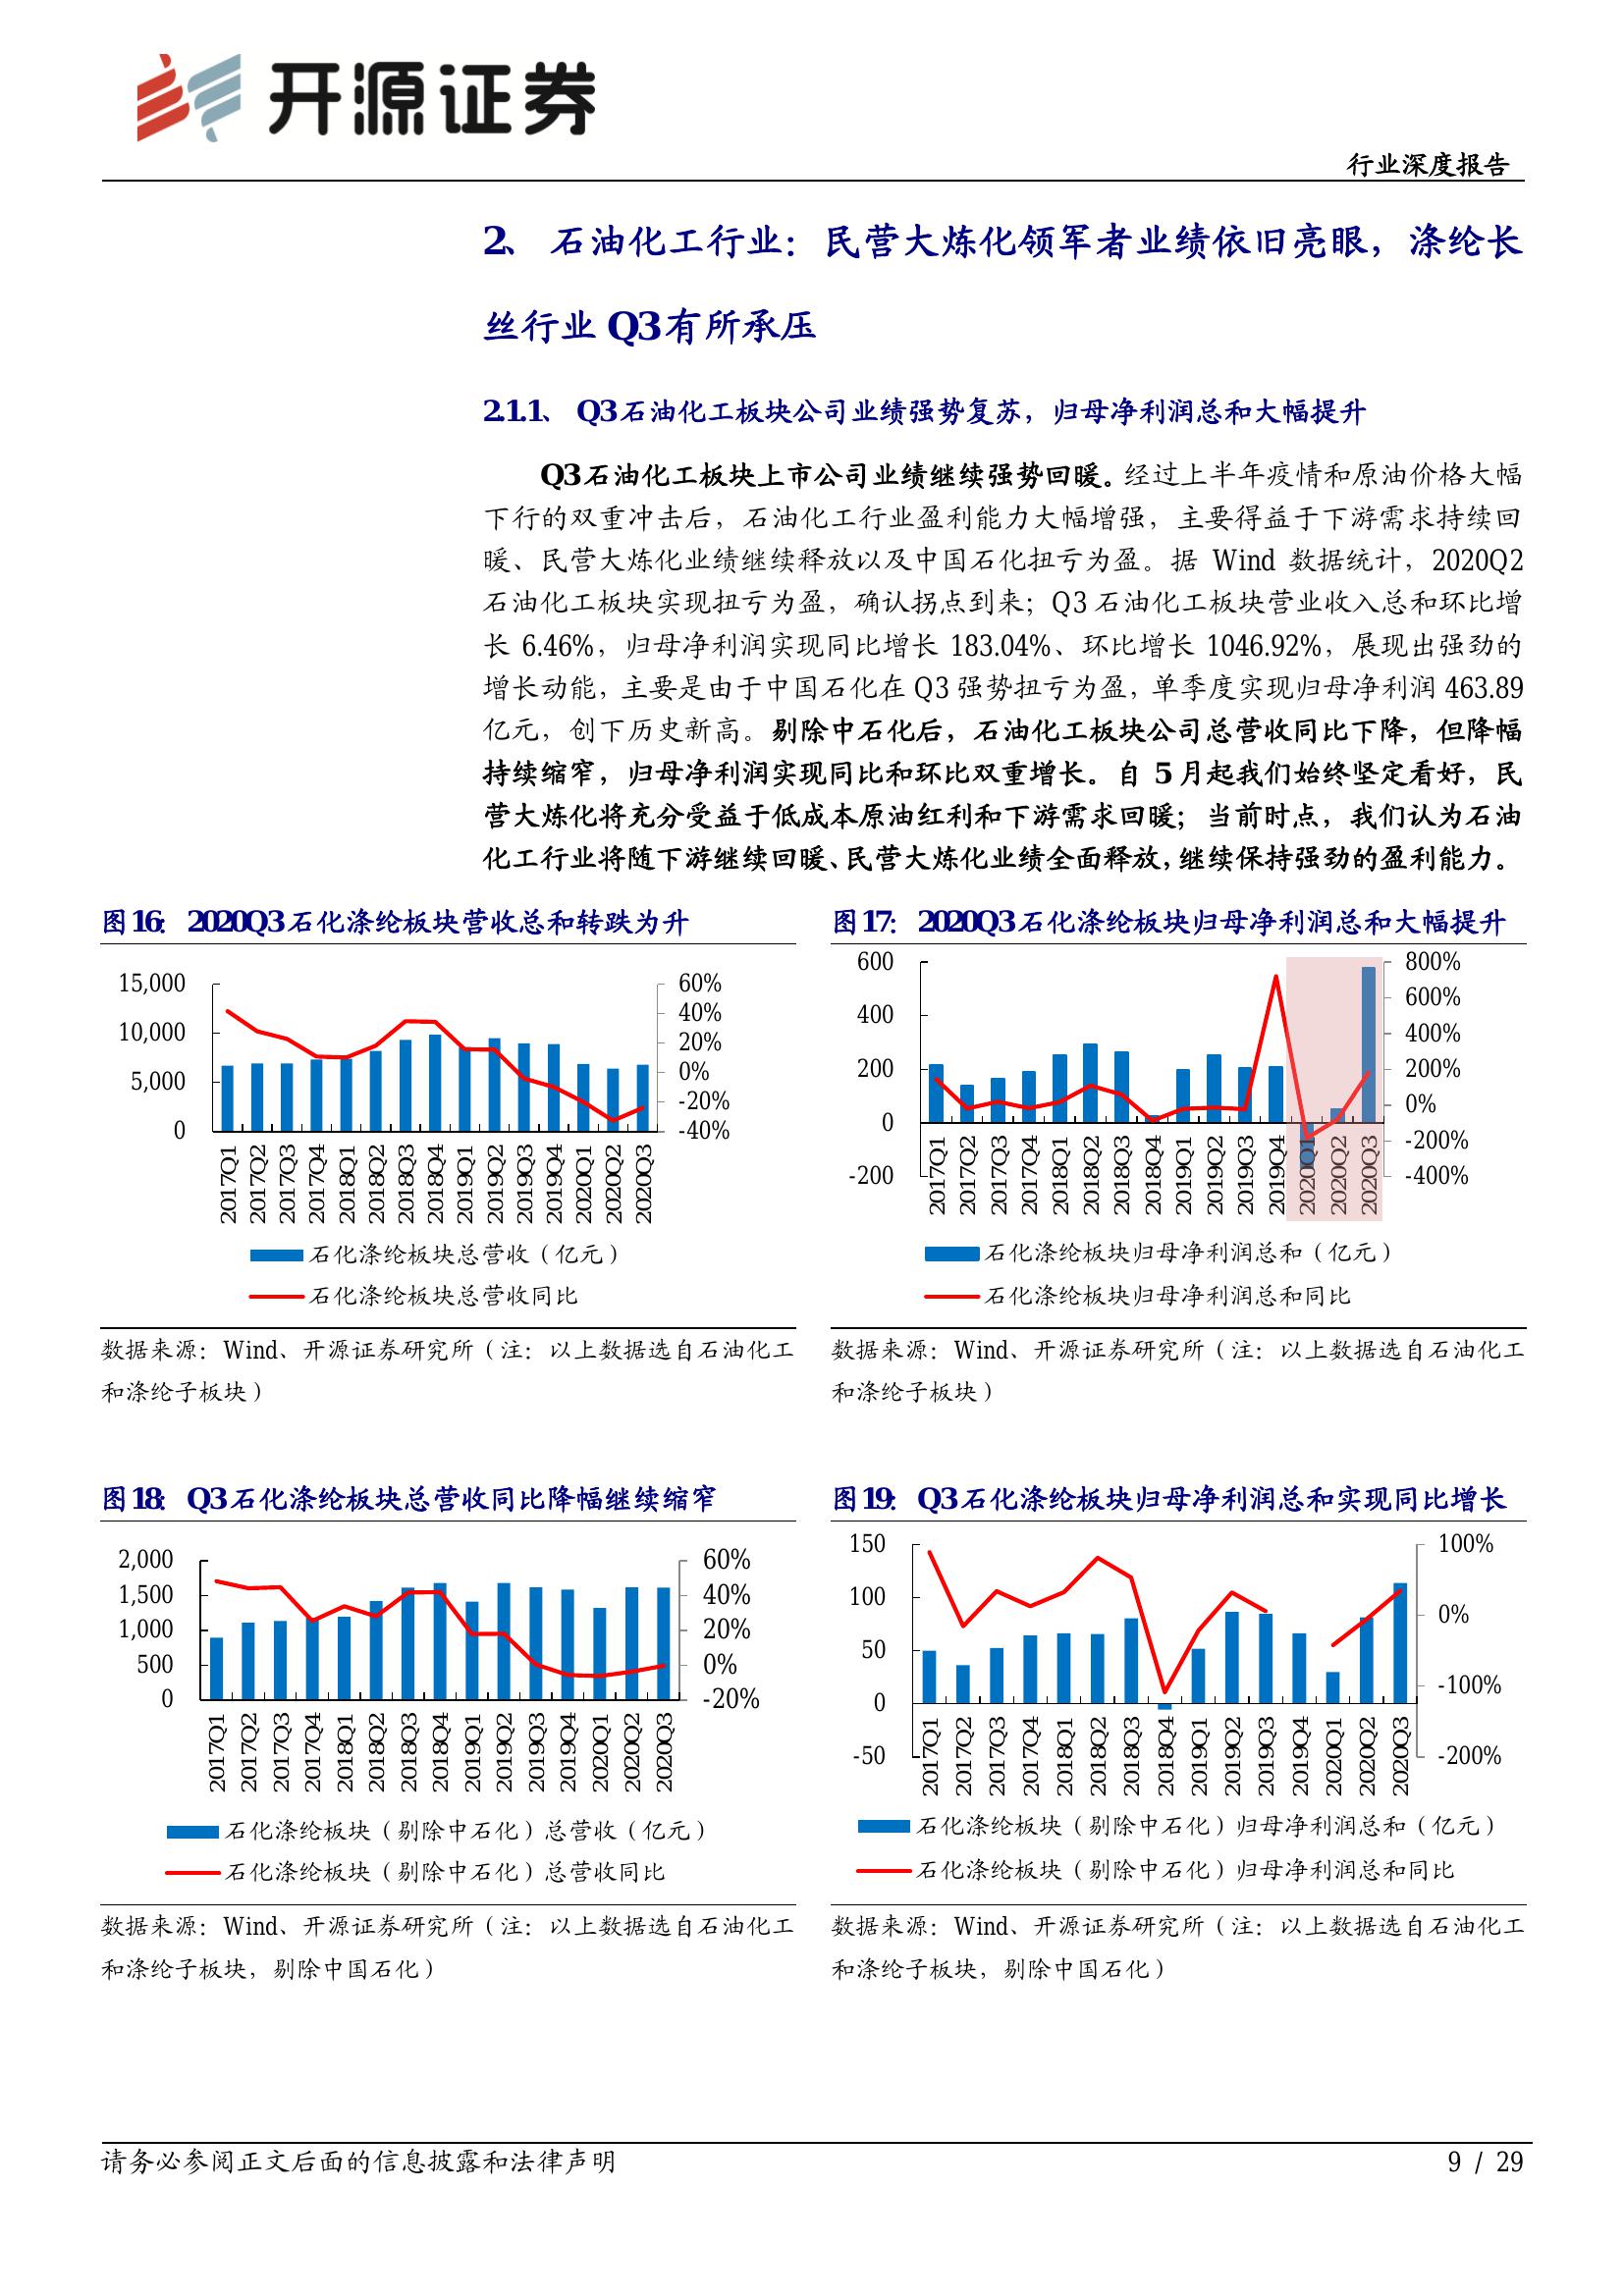 开源证券
行业深度报告
2、 石油化工行业：民营大炼化领军者业绩依旧亮眼，涤纶长
丝行业 Q3 有所承压
2.1.1、 Q3 石油化工板块公司业绩强势复苏，归母净利润总和大幅提升
Q3 石油化工板块上市公司业绩继续强势回暖。经过上半年疫情和原油价格大幅
下行的双重冲击后，石油化工行业盈利能力大幅增强，主要得益于下游需求持续回
暖、民营大炼化业绩继续释放以及中国石化扭亏为盈。据 Wind 数据统计，2020Q2
石油化工板块实现扭亏为盈，确认拐点到来；Q3 石油化工板块营业收入总和环比增
长 6.46%，归母净利润实现同比增长 183.04%、环比增长 1046.92%，展现出强劲的
增长动能，主要是由于中国石化在 Q3 强势扭亏为盈，单季度实现归母净利润 463.89
亿元，创下历史新高。剔除中石化后，石油化工板块公司总营收同比下降，但降幅
持续缩窄，归母净利润实现同比和环比双重增长。自 5 月起我们始终坚定看好，民
营大炼化将充分受益于低成本原油红利和下游需求回暖；当前时点，我们认为石油
化工行业将随下游继续回暖、民营大炼化业绩全面释放，继续保持强劲的盈利能力。
图16： 2020Q3 石化涤纶板块营收总和转跌为升
15,000
10,000
5,000
0
60%
40%
20%
0%
-20%
-40%
2017Q1
2017Q2
2017Q3
2017Q4
2018Q1
2018Q2
2018Q3
2018Q4
2019Q1
2019Q2
2019Q3
2019Q4
2020Q1
2020Q2
2020Q3
石化涤纶板块总营收（亿元）
石化涤纶板块总营收同比
数据来源：Wind、开源证券研究所（注：以上数据选自石油化工
和涤纶子板块）
图17： 2020Q3 石化涤纶板块归母净利润总和大幅提升
600
400
200
0
-200
800%
600%
400%
200%
0%
-200%
-400%
2017Q1
2017Q2
2017Q3
2017Q4
2018Q1
2018Q2
2018Q3
2018Q4
2019Q1
2019Q2
2019Q3
2019Q4
2020Q1
2020Q2
2020Q3
石化涤纶板块归母净利润总和（亿元）
石化涤纶板块归母净利润总和同比
数据来源：Wind、开源证券研究所（注：以上数据选自石油化工
和涤纶子板块）
图18： Q3 石化涤纶板块总营收同比降幅继续缩窄
2,000
1,500
1,000
500
0
60%
40%
20%
0%
-20%
2017Q1
2017Q2
2017Q3
2017Q4
2018Q1
2018Q2
2018Q3
2018Q4
2019Q1
2019Q2
2019Q3
2019Q4
2020Q1
2020Q2
2020Q3
石化涤纶板块（剔除中石化）总营收（亿元）
石化涤纶板块（剔除中石化）总营收同比
数据来源：Wind、开源证券研究所（注：以上数据选自石油化工
和涤纶子板块，剔除中国石化）
图19： Q3 石化涤纶板块归母净利润总和实现同比增长
150
100
50
0
-50
100%
0%
-100%
-200%
2017Q1
2017Q2
2017Q3
2017Q4
2018Q1
2018Q2
2018Q3
2018Q4
2019Q1
2019Q2
2019Q3
2019Q4
2020Q1
2020Q2
2020Q3
石化涤纶板块（剔除中石化）归母净利润总和（亿元）
石化涤纶板块（剔除中石化）归母净利润总和同比
数据来源：Wind、开源证券研究所（注：以上数据选自石油化工
和涤纶子板块，剔除中国石化）
请务必参阅正文后面的信息披露和法律声明
9 / 29